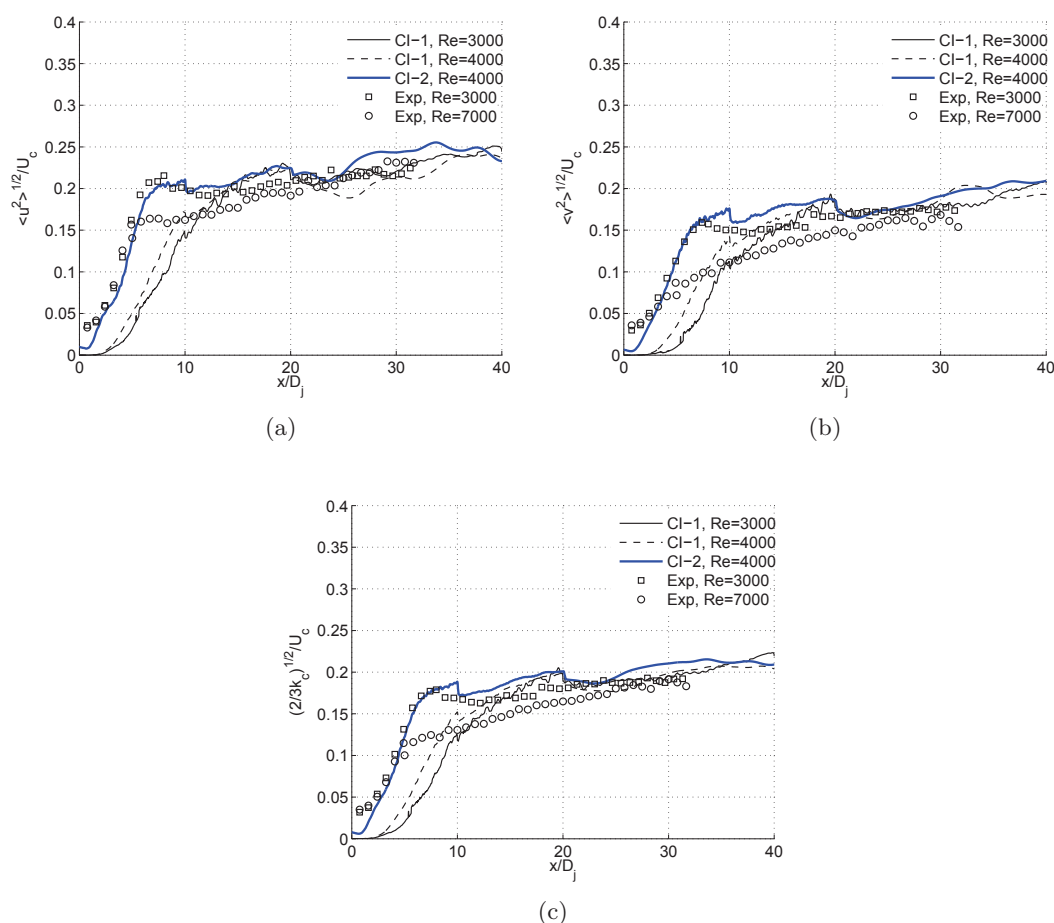 0.4
0.35
0.3
0.25
0.2
0.15
0.1
0.05
0
<u²>^1/2/U_c
0 10 20 30 40
x/D_j
CI−1, Re=3000
CI−1, Re=4000
CI−2, Re=4000
Exp, Re=3000
Exp, Re=7000
(a)
0.4
0.35
0.3
0.25
0.2
0.15
0.1
0.05
0
<v²>^1/2/U_c
0 10 20 30 40
x/D_j
CI−1, Re=3000
CI−1, Re=4000
CI−2, Re=4000
Exp, Re=3000
Exp, Re=7000
(b)
0.4
0.35
0.3
0.25
0.2
0.15
0.1
0.05
0
(2/3k_c)^1/2/U_c
0 10 20 30 40
x/D_j
CI−1, Re=3000
CI−1, Re=4000
CI−2, Re=4000
Exp, Re=3000
Exp, Re=7000
(c)